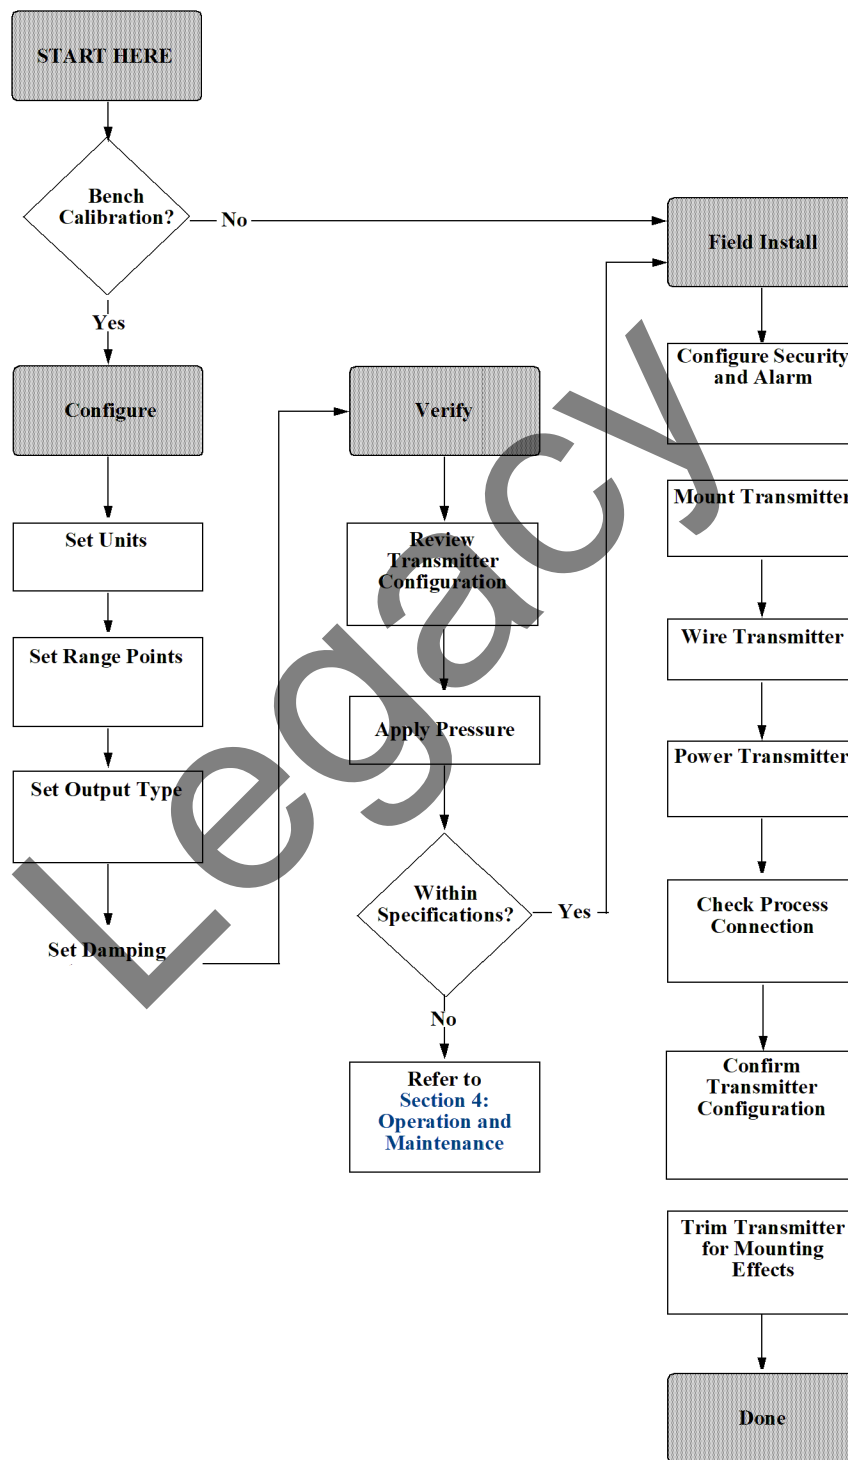 START HERE
Bench
Calibration?
No
Yes
Configure
Set Units
Set Range Points
Set Output Type
Set Damping
Verify
Review
Transmitter
Configuration
Apply Pressure
Within
Specifications?
Yes
No
Refer to
Section 4:
Operation and
Maintenance
Field Install
Configure Security
and Alarm
Mount Transmitter
Wire Transmitter
Power Transmitter
Check Process
Connection
Confirm
Transmitter
Configuration
Trim Transmitter
for Mounting
Effects
Done
Legacy